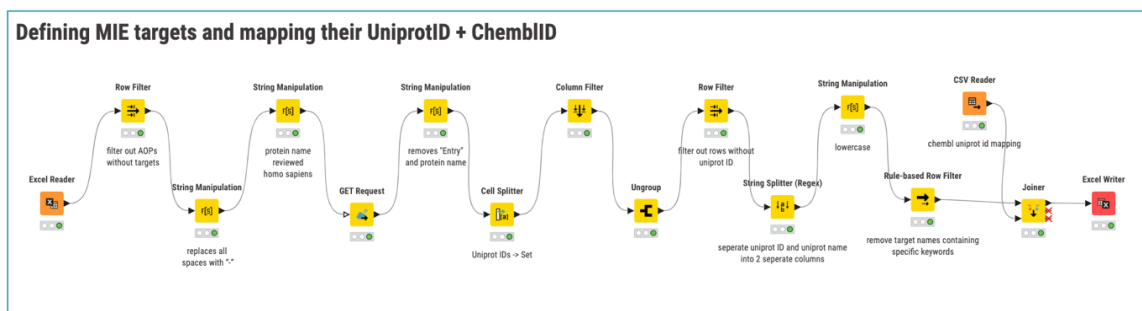 Defining MIE targets and mapping their UniprotID + ChemblID
Excel Reader
Row Filter
filter out AOPs
without targets
String Manipulation
replaces all
spaces with "-"
String Manipulation
protein name
reviewed
homo sapiens
GET Request
String Manipulation
removes "Entry"
and protein name
Cell Splitter
Uniprot IDs -> Set
Column Filter
Ungroup
Row Filter
filter out rows without
uniprot ID
String Splitter (Regex)
seperate uniprot ID and uniprot name
into 2 seperate columns
String Manipulation
lowercase
Rule-based Row Filter
remove target names containing
specific keywords
CSV Reader
chembl uniprot id mapping
Joiner
Excel Writer